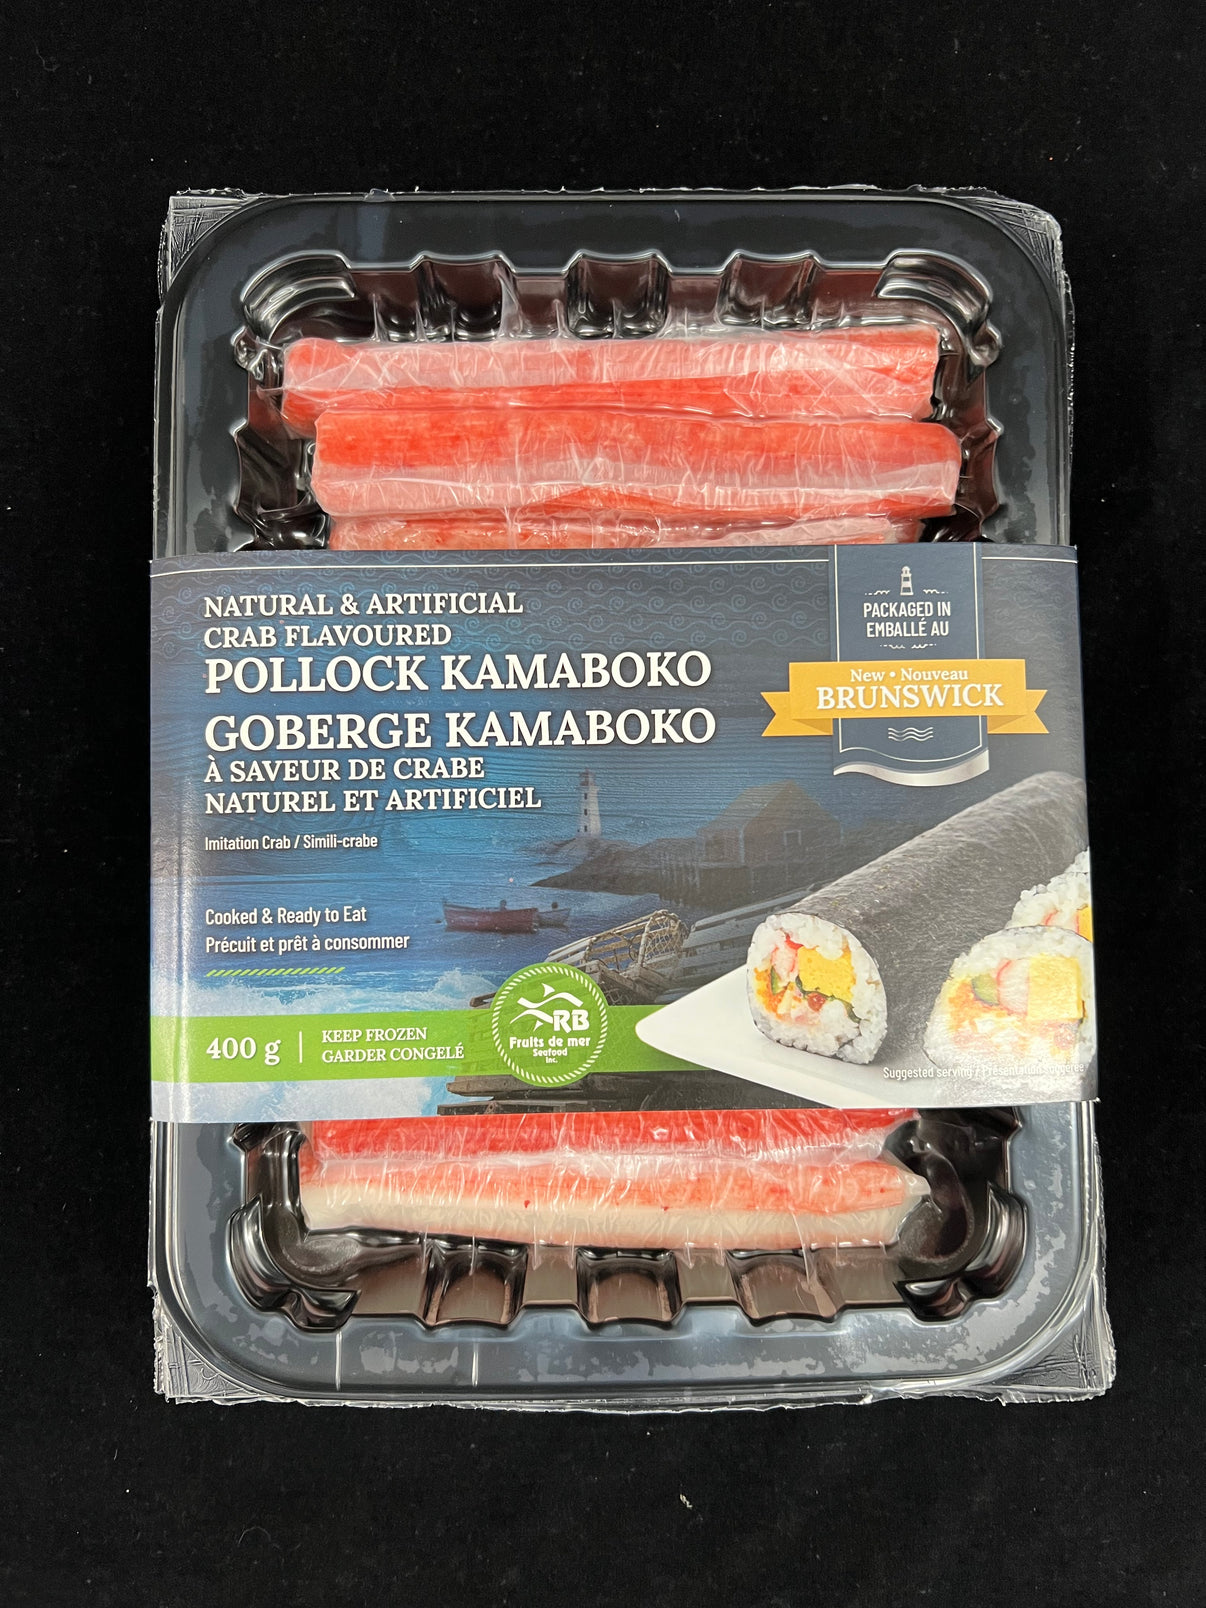 NATURAL & ARTIFICIAL
CRAB FLAVOURED
POLLOCK KAMABOKO
GOBERGE KAMABOKO
À SAVEUR DE CRABE
NATUREL ET ARTIFICIEL
Imitation Crab / Simili-crabe
Cooked & Ready to Eat
Précuit et prêt à consommer
400 g
KEEP FROZEN
GARDER CONGELÉ
RB
Fruits de mer
Seafood
Inc.
PACKAGED IN
EMBALLÉ AU
New • Nouveau
BRUNSWICK
Suggested serving / Présentation suggérée